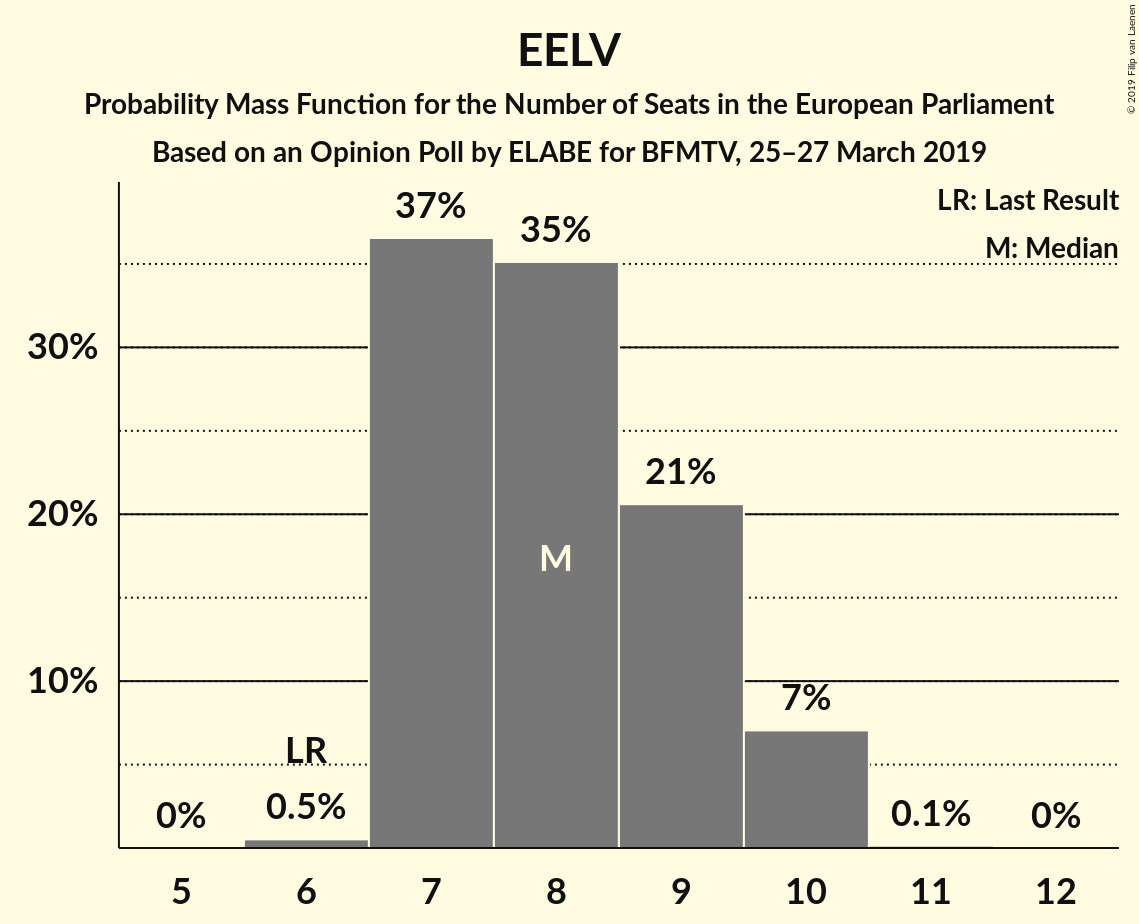 EELV
Probability Mass Function for the Number of Seats in the European Parliament
Based on an Opinion Poll by ELABE for BFMTV, 25–27 March 2019
© 2019 Filip van Laenen
LR: Last Result
M: Median
37%
35%
30%
21%
20%
M
10%
7%
LR
0%
0.5%
0.1%
0%
5 6 7 8 9 10 11 12